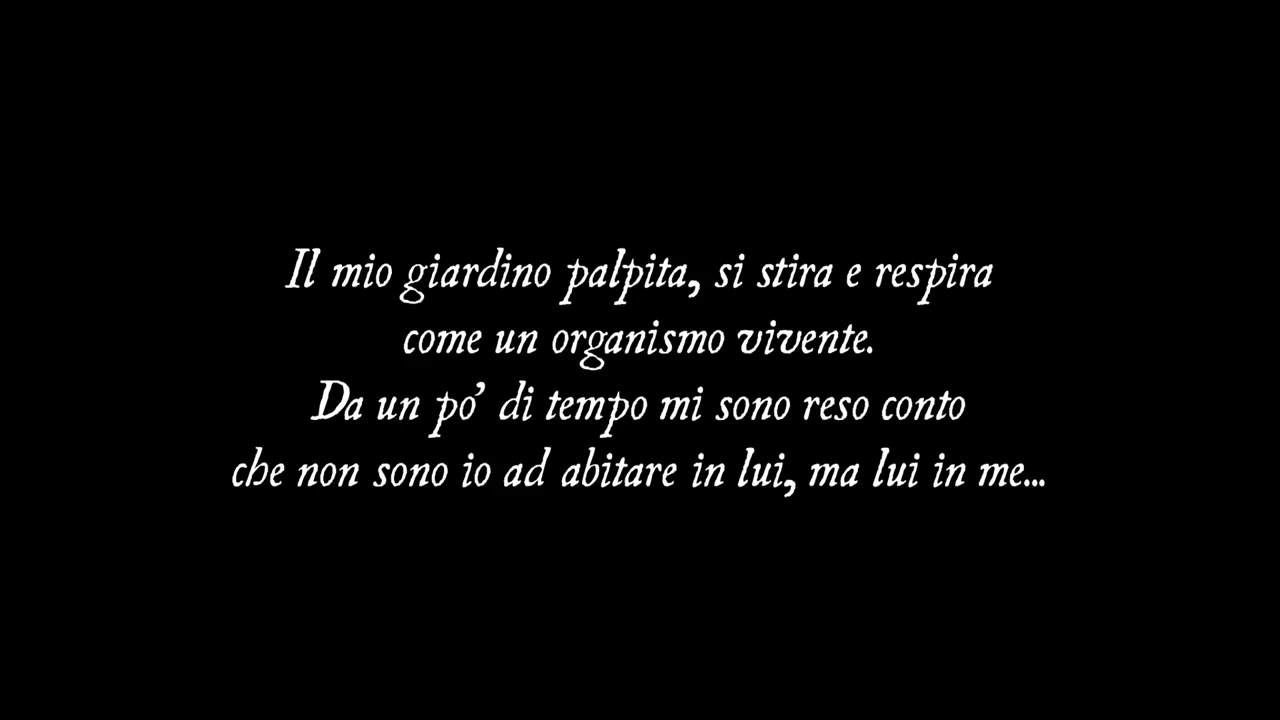 Il mio giardino palpita, si stira e respira
come un organismo vivente.
Da un po' di tempo mi sono reso conto
che non sono io ad abitare in lui, ma lui in me...